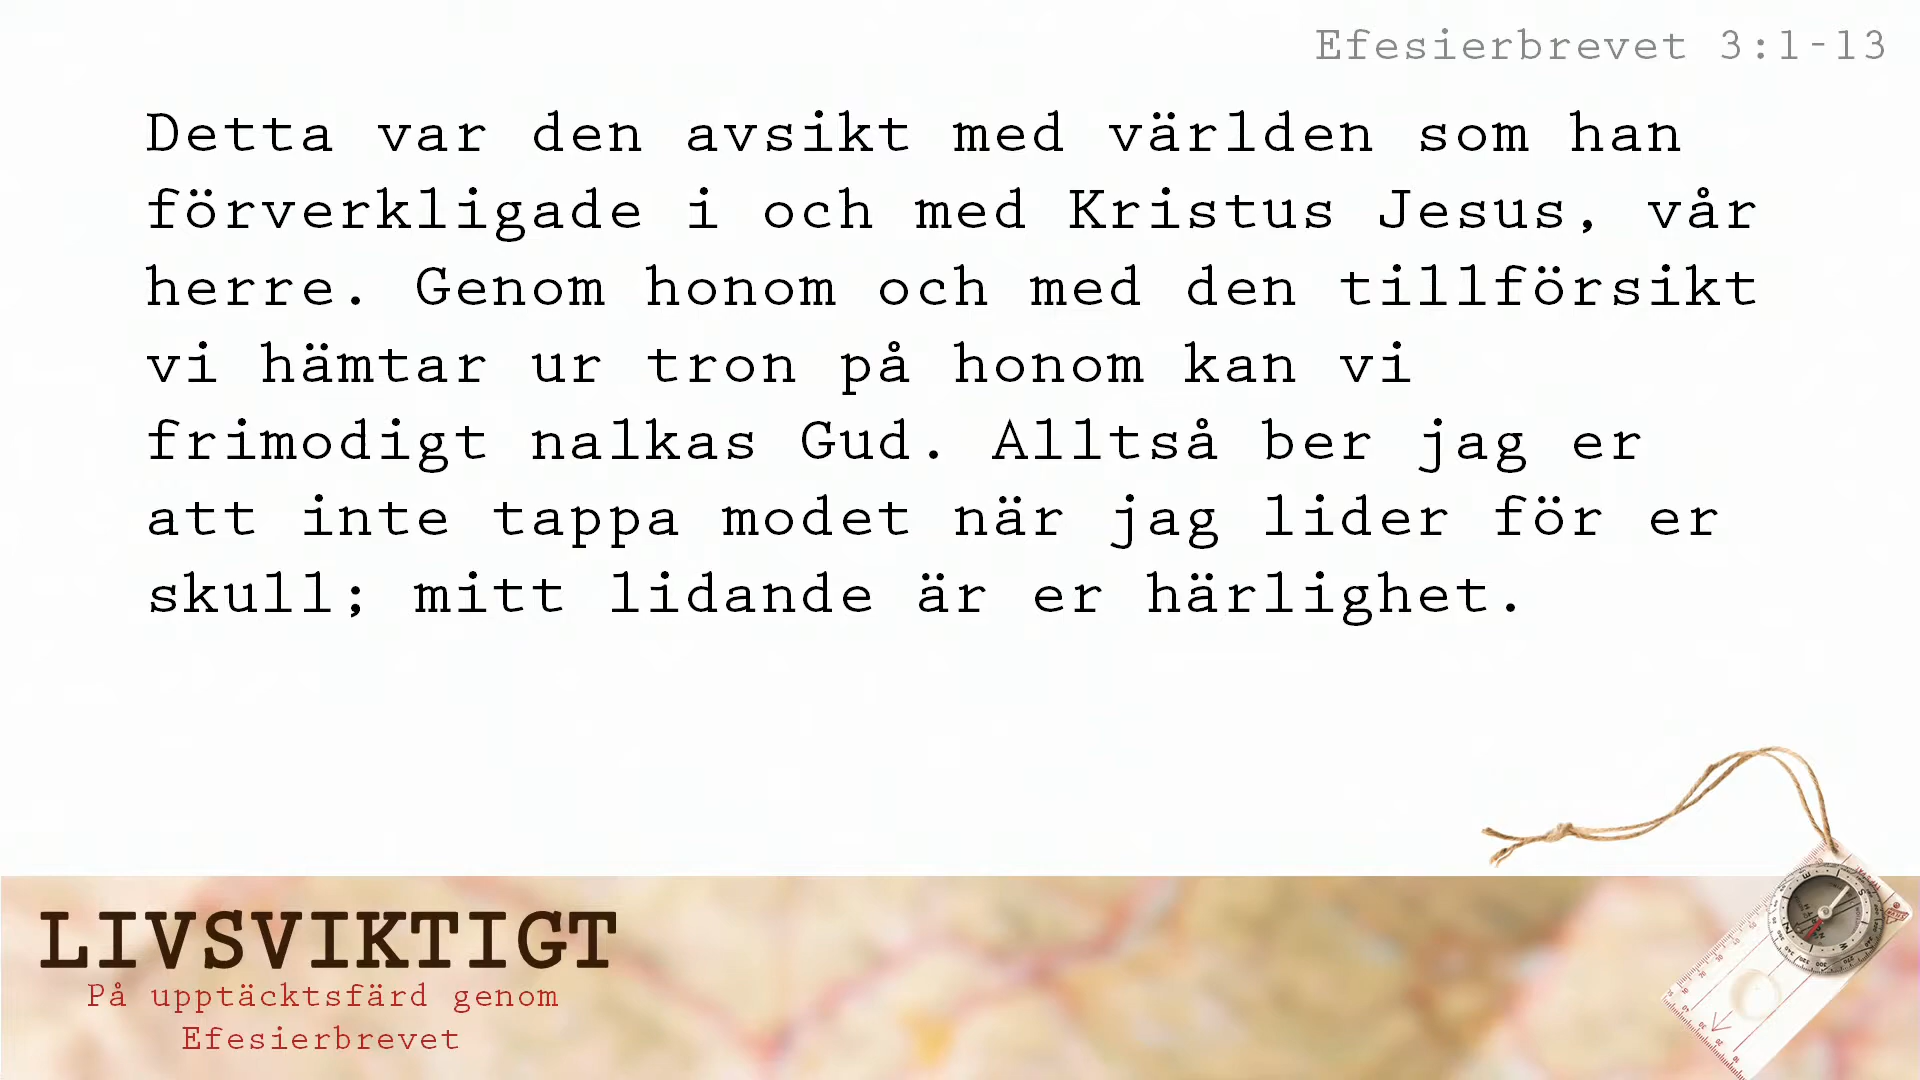 Efesierbrevet 3:1-13
Detta var den avsikt med världen som han
förverkligade i och med Kristus Jesus, vår
herre. Genom honom och med den tillförsikt
vi hämtar ur tron på honom kan vi
frimodigt nalkas Gud. Alltså ber jag er
att inte tappa modet när jag lider för er
skull; mitt lidande är er härlighet.
LIVSVIKTIGT
På upptäcktsfärd genom
Efesierbrevet